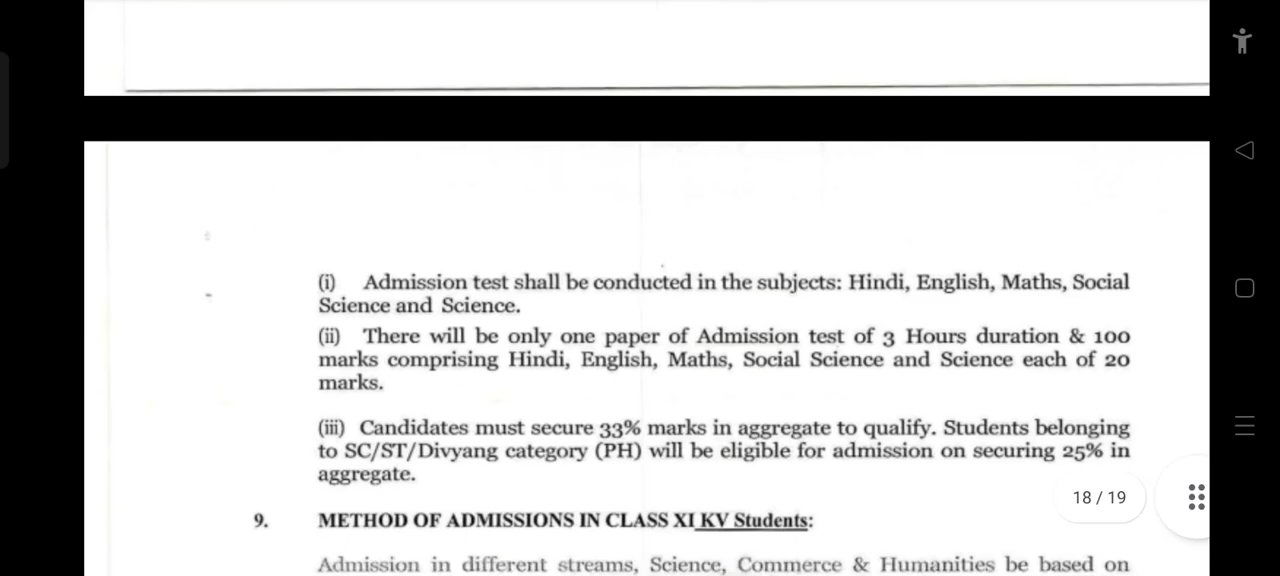 (i) Admission test shall be conducted in the subjects: Hindi, English, Maths, Social
Science and Science.
(ii) There will be only one paper of Admission test of 3 Hours duration & 100
marks comprising Hindi, English, Maths, Social Science and Science each of 20
marks.
(iii) Candidates must secure 33% marks in aggregate to qualify. Students belonging
to SC/ST/Divyang category (PH) will be eligible for admission on securing 25% in
aggregate.
18 / 19
9. METHOD OF ADMISSIONS IN CLASS XI KV Students:
Admission in different streams, Science, Commerce & Humanities be based on